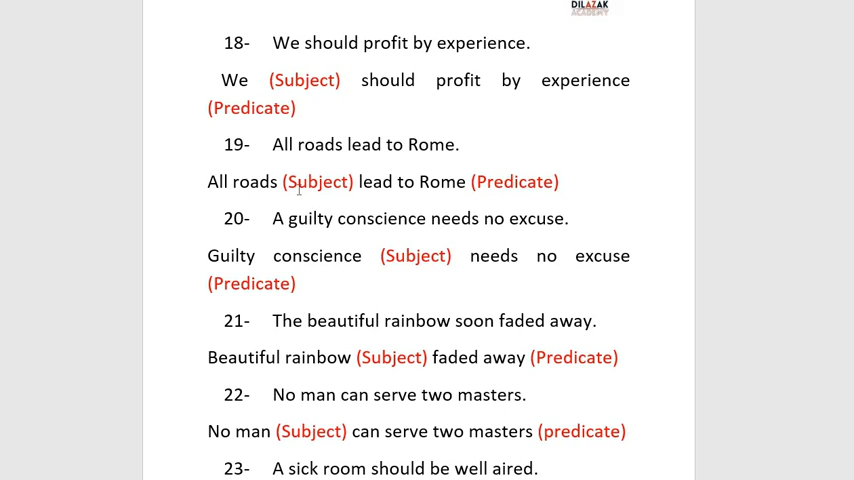 DILAZAK
ACADEMY
18- We should profit by experience.
We (Subject) should profit by experience
(Predicate)
19- All roads lead to Rome.
All roads (Subject) lead to Rome (Predicate)
20- A guilty conscience needs no excuse.
Guilty conscience (Subject) needs no excuse
(Predicate)
21- The beautiful rainbow soon faded away.
Beautiful rainbow (Subject) faded away (Predicate)
22- No man can serve two masters.
No man (Subject) can serve two masters (predicate)
23- A sick room should be well aired.